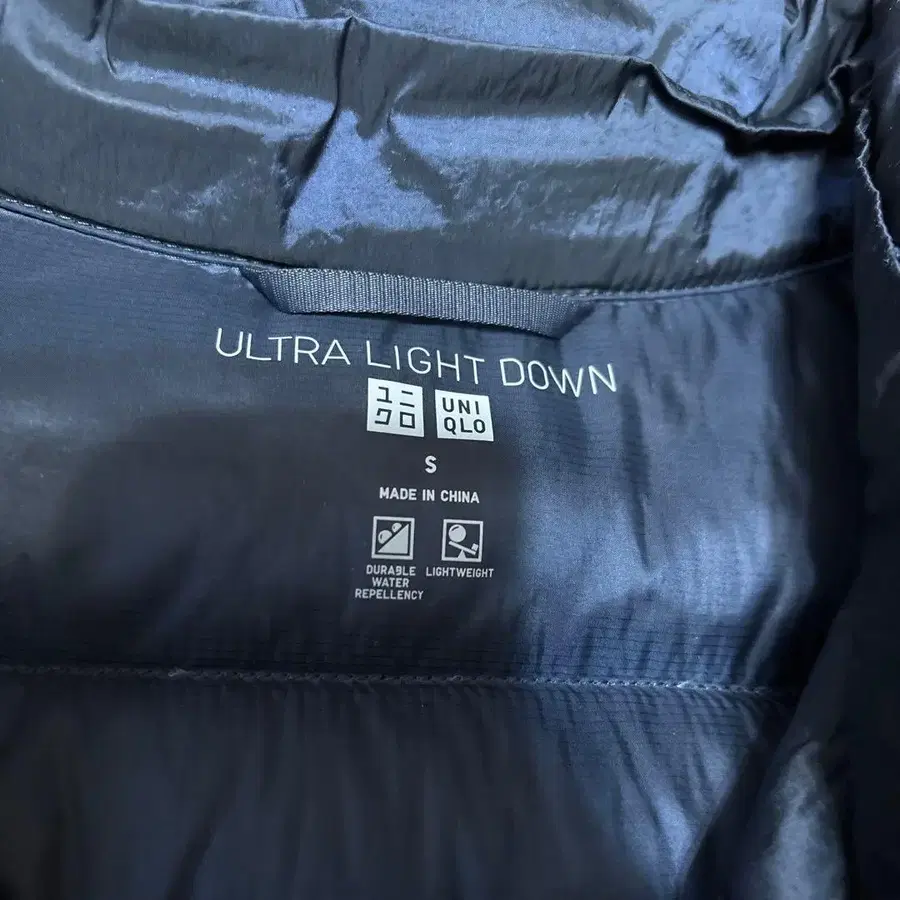 ULTRA LIGHT DOWN
ユニ UNI
クロ QLO
S
MADE IN CHINA
DURABLE LIGHTWEIGHT
WATER
REPELLENCY